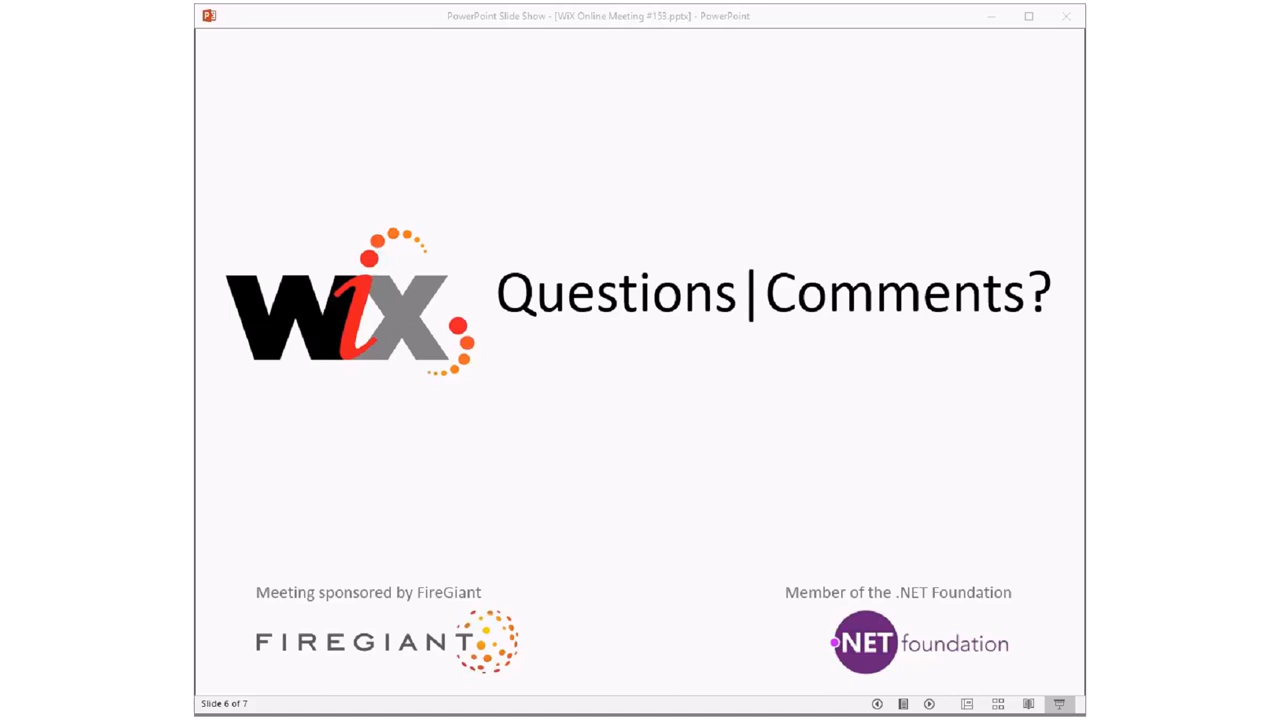 PowerPoint Slide Show - [WiX Online Meeting #153.pptx] - PowerPoint
WiX
Questions|Comments?
Meeting sponsored by FireGiant
Member of the .NET Foundation
FIREGIANT
.NET foundation
Slide 6 of 7